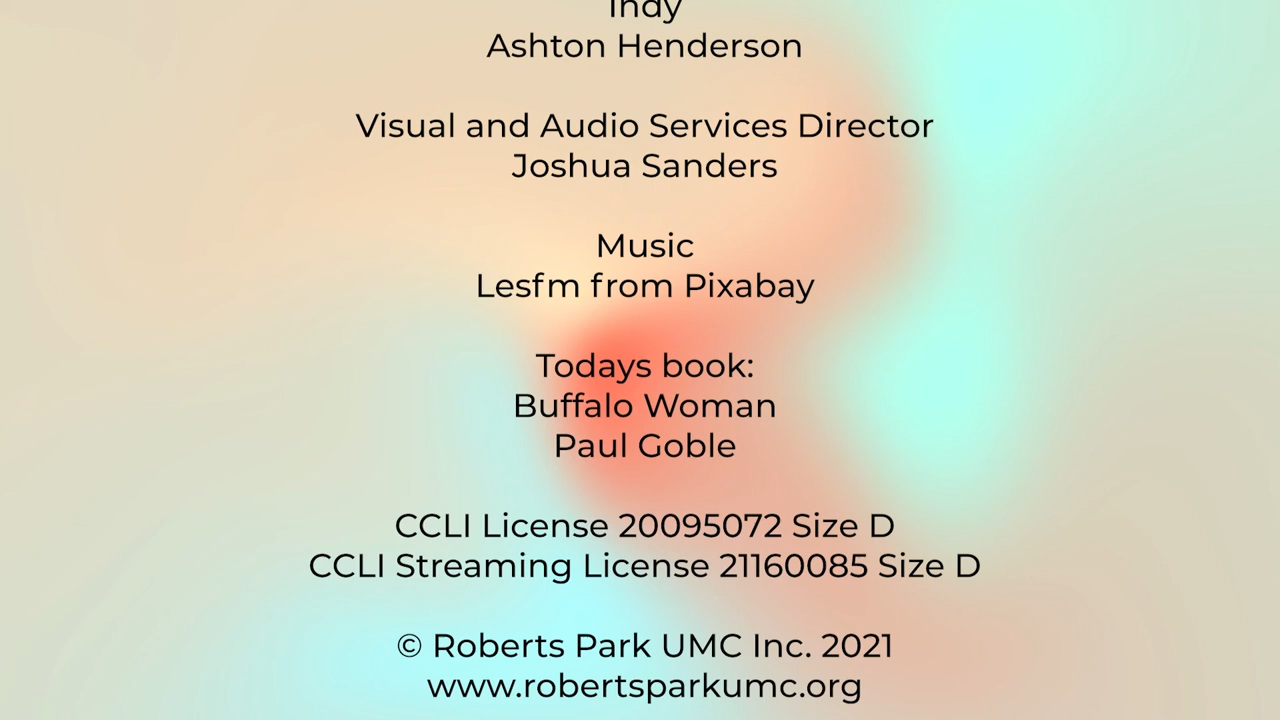 Indy
Ashton Henderson
Visual and Audio Services Director
Joshua Sanders
Music
Lesfm from Pixabay
Todays book:
Buffalo Woman
Paul Goble
CCLI License 20095072 Size D
CCLI Streaming License 21160085 Size D
© Roberts Park UMC Inc. 2021
www.robertsparkumc.org